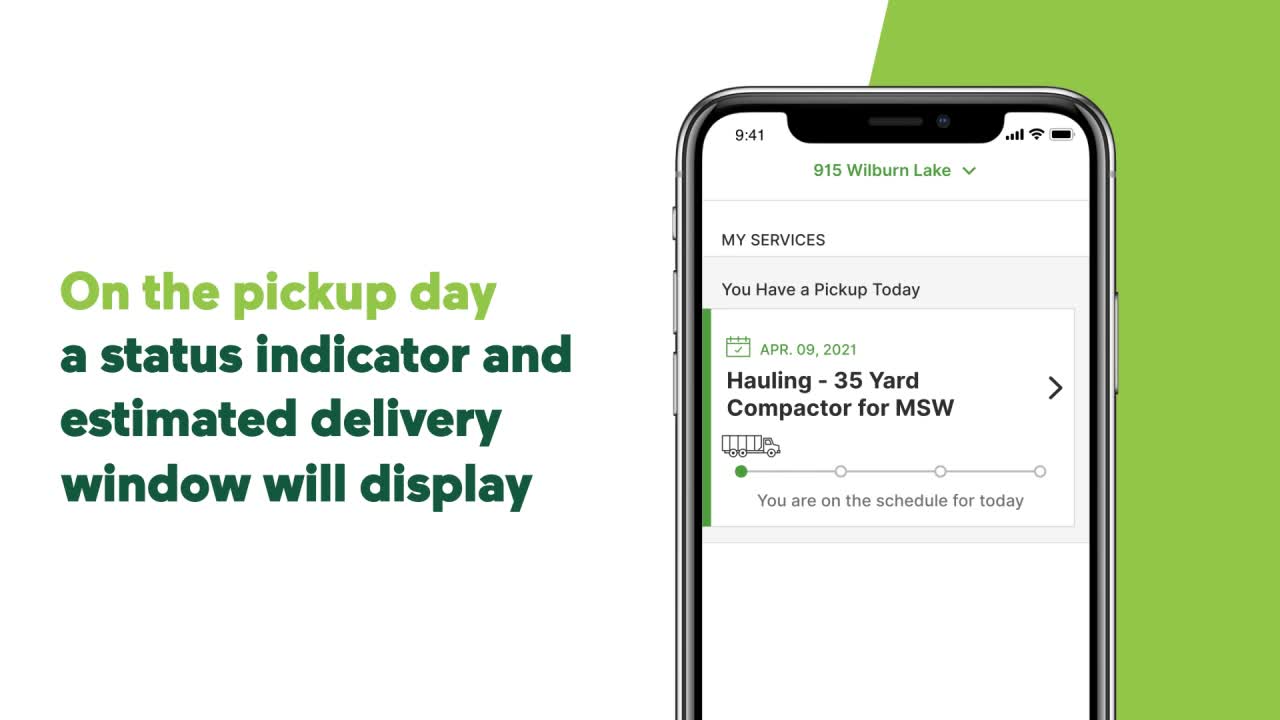 On the pickup day
a status indicator and
estimated delivery
window will display
9:41
915 Wilburn Lake
MY SERVICES
You Have a Pickup Today
APR. 09, 2021
Hauling - 35 Yard
Compactor for MSW
You are on the schedule for today